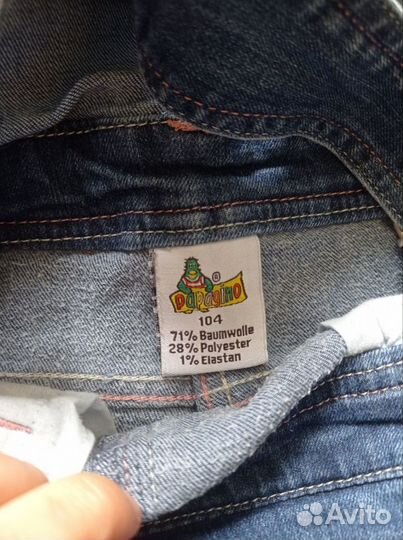 papagino ®
104
71% Baumwolle
28% Polyester
1% Elastan
Avito